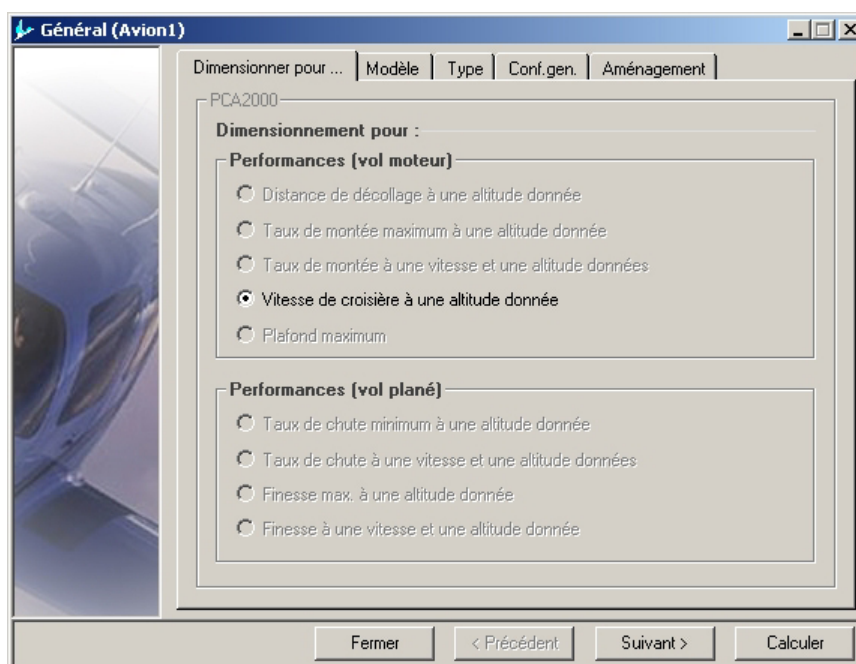 Général (Avion1)
Dimensionner pour ... Modèle Type Conf.gen. Aménagement
PCA2000
Dimensionnement pour :
Performances (vol moteur)
Distance de décollage à une altitude donnée
Taux de montée maximum à une altitude donnée
Taux de montée à une vitesse et une altitude données
Vitesse de croisière à une altitude donnée
Plafond maximum
Performances (vol plané)
Taux de chute minimum à une altitude donnée
Taux de chute à une vitesse et une altitude données
Finesse max. à une altitude donnée
Finesse à une vitesse et une altitude donnée
Fermer < Précédent Suivant > Calculer